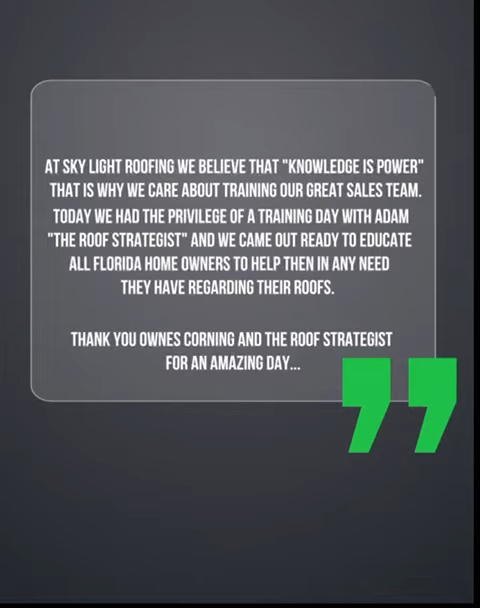 AT SKY LIGHT ROOFING WE BELIEVE THAT "KNOWLEDGE IS POWER"
THAT IS WHY WE CARE ABOUT TRAINING OUR GREAT SALES TEAM.
TODAY WE HAD THE PRIVILEGE OF A TRAINING DAY WITH ADAM
"THE ROOF STRATEGIST" AND WE CAME OUT READY TO EDUCATE
ALL FLORIDA HOME OWNERS TO HELP THEN IN ANY NEED
THEY HAVE REGARDING THEIR ROOFS.
THANK YOU OWNES CORNING AND THE ROOF STRATEGIST
FOR AN AMAZING DAY...